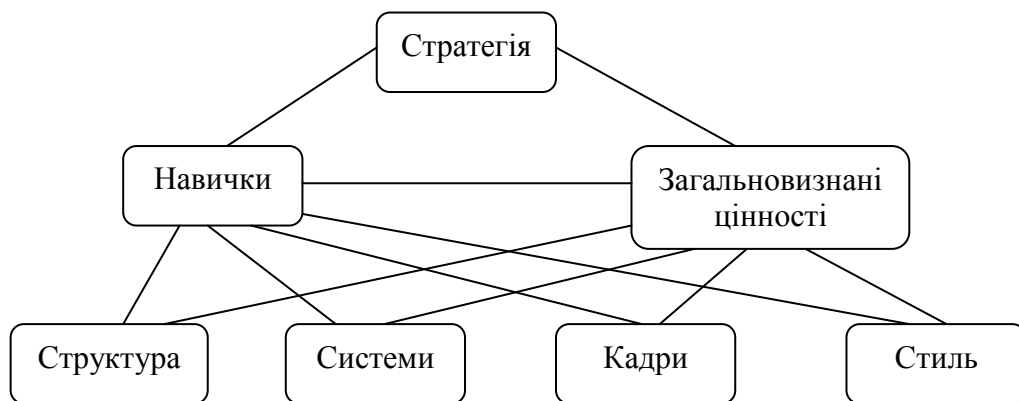 Стратегія
Навички
Загальновизнані
цінності
Структура
Системи
Кадри
Стиль